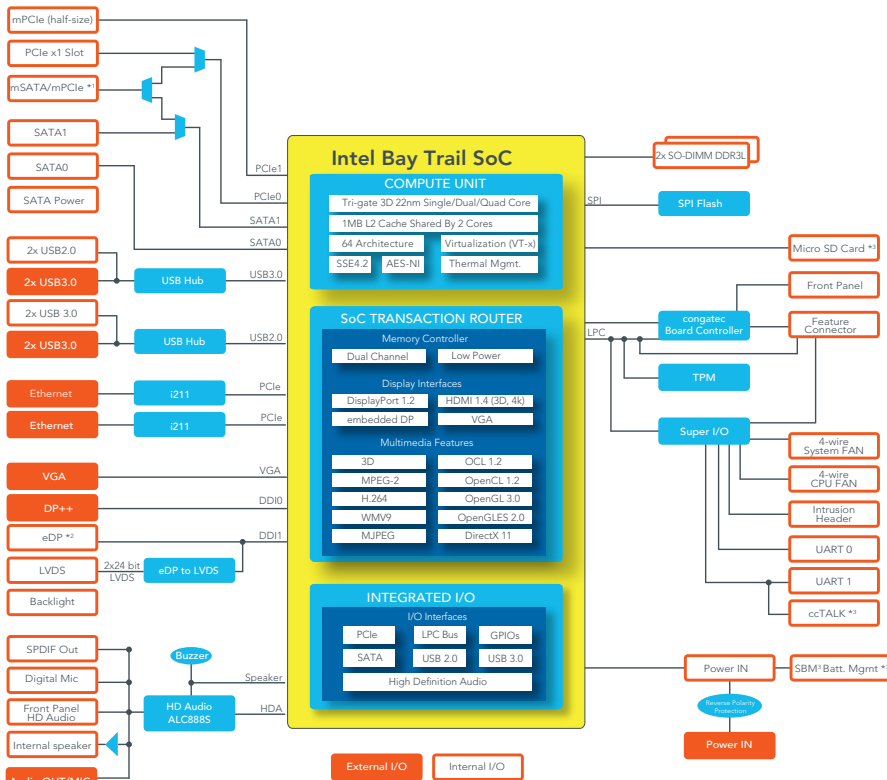 mPCIe (half-size)
PCIe x1 Slot
mSATA/mPCIe *¹
SATA1
SATA0
SATA Power
2x USB2.0
2x USB3.0
2x USB 3.0
2x USB3.0
Ethernet
Ethernet
VGA
DP++
eDP *²
LVDS
Backlight
SPDIF Out
Digital Mic
Front Panel
HD Audio
Internal speaker
Audio OUT/MIC
USB Hub
USB Hub
i211
i211
2x24 bit
LVDS
eDP to LVDS
Buzzer
HD Audio
ALC888S
PCIe1
PCIe0
SATA1
SATA0
USB3.0
USB2.0
PCIe
PCIe
VGA
DDI0
DDI1
Speaker
HDA
Intel Bay Trail SoC
COMPUTE UNIT
Tri-gate 3D 22nm Single/Dual/Quad Core
1MB L2 Cache Shared By 2 Cores
64 Architecture
Virtualization (VT-x)
SSE4.2
AES-NI
Thermal Mgmt.
SoC TRANSACTION ROUTER
Memory Controller
Dual Channel
Low Power
Display Interfaces
DisplayPort 1.2
HDMI 1.4 (3D, 4k)
embedded DP
VGA
Multimedia Features
3D
OCL 1.2
MPEG-2
OpenCL 1.2
H.264
OpenGL 3.0
WMV9
OpenGLES 2.0
MJPEG
DirectX 11
INTEGRATED I/O
I/O Interfaces
PCIe
LPC Bus
GPIOs
SATA
USB 2.0
USB 3.0
High Definition Audio
SPI
LPC
2x SO-DIMM DDR3L
SPI Flash
Micro SD Card *³
Front Panel
congatec
Board Controller
Feature
Connector
TPM
Super I/O
4-wire
System FAN
4-wire
CPU FAN
Intrusion
Header
UART 0
UART 1
ccTALK *³
Power IN
SBM³ Batt. Mgmt *³
Reverse Polarity
Protection
Power IN
External I/O
Internal I/O